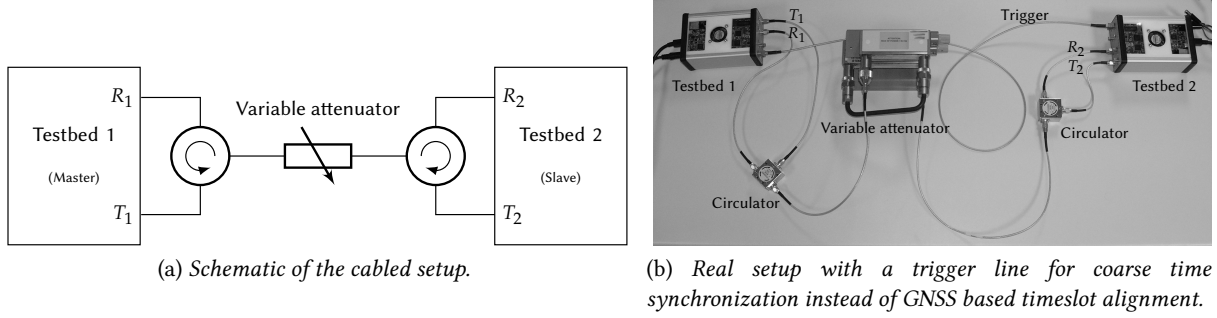 R1
Testbed 1
(Master)
T1
Variable attenuator
R2
Testbed 2
(Slave)
T2
(a) Schematic of the cabled setup.
T1
R1
Testbed 1
Variable attenuator
Circulator
Trigger
R2
T2
Testbed 2
Circulator
(b) Real setup with a trigger line for coarse time
synchronization instead of GNSS based timeslot alignment.